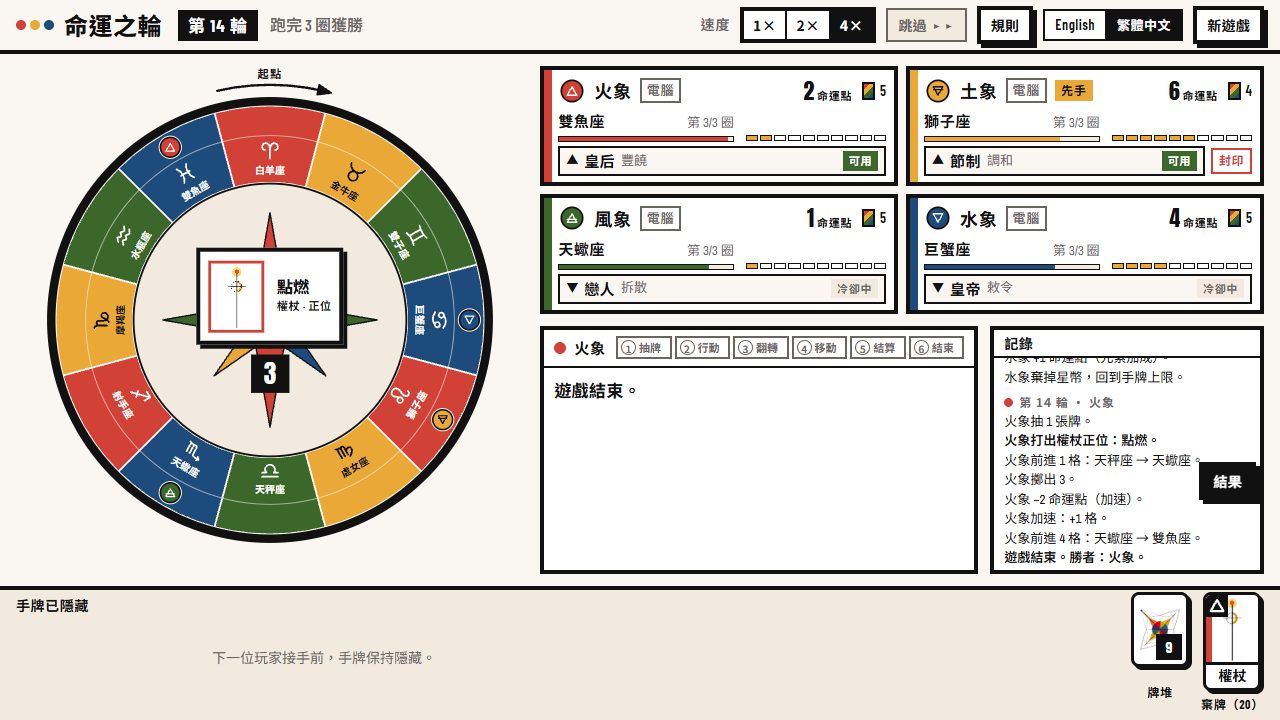 命運之輪
第 14 輪
跑完 3 圈獲勝
速度
1×
2×
4×
跳過 ▸ ▸
規則
English
繁體中文
新遊戲
起點
白羊座
金牛座
雙子座
巨蟹座
獅子座
處女座
天秤座
天蠍座
射手座
摩羯座
水瓶座
雙魚座
點燃
權杖 · 正位
3
火象
電腦
2 命運點
5
雙魚座
第 3/3 圈
▲ 皇后 豐饒
可用
土象
電腦
先手
6 命運點
4
獅子座
第 3/3 圈
▲ 節制 調和
可用
封印
風象
電腦
1 命運點
5
天蠍座
第 3/3 圈
▼ 戀人 拆散
冷卻中
水象
電腦
4 命運點
5
巨蟹座
第 3/3 圈
▼ 皇帝 敕令
冷卻中
火象
1 抽牌
2 行動
3 翻轉
4 移動
5 結算
6 結束
遊戲結束。
記錄
水象 +1 命運點（元素加成）。
水象棄掉星幣，回到手牌上限。
第 14 輪 · 火象
火象抽 1 張牌。
火象打出權杖正位：點燃。
火象前進 1 格：天秤座 → 天蠍座。
火象擲出 3。
火象 −2 命運點（加速）。
火象加速：+1 格。
火象前進 4 格：天蠍座 → 雙魚座。
遊戲結束。勝者：火象。
結果
手牌已隱藏
下一位玩家接手前，手牌保持隱藏。
9
牌堆
權杖
棄牌（20）